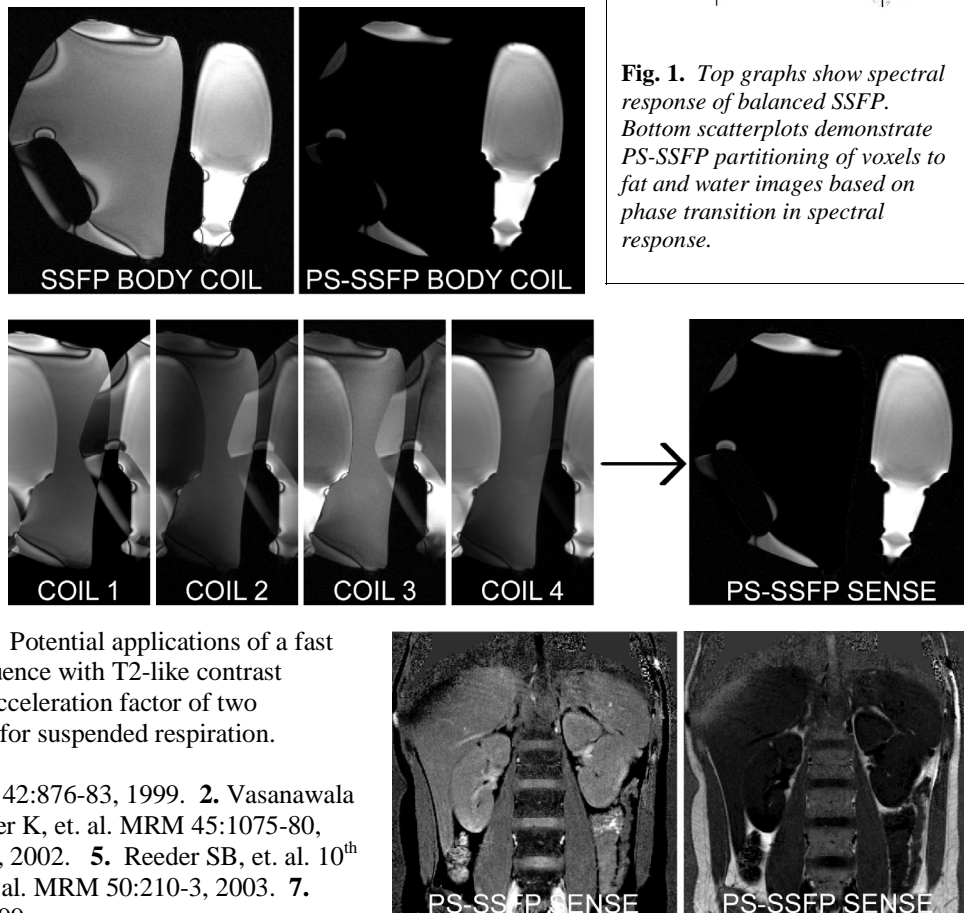 Fig. 1. Top graphs show spectral
response of balanced SSFP.
Bottom scatterplots demonstrate
PS-SSFP partitioning of voxels to
fat and water images based on
phase transition in spectral
response.
SSFP BODY COIL
PS-SSFP BODY COIL
COIL 1
COIL 2
COIL 3
COIL 4
PS-SSFP SENSE
Potential applications of a fast
uence with T2-like contrast
cceleration factor of two
for suspended respiration.
42:876-83, 1999. 2. Vasanawala
er K, et. al. MRM 45:1075-80,
, 2002. 5. Reeder SB, et. al. 10th
al. MRM 50:210-3, 2003. 7.
PS-SSFP SENSE
PS-SSFP SENSE